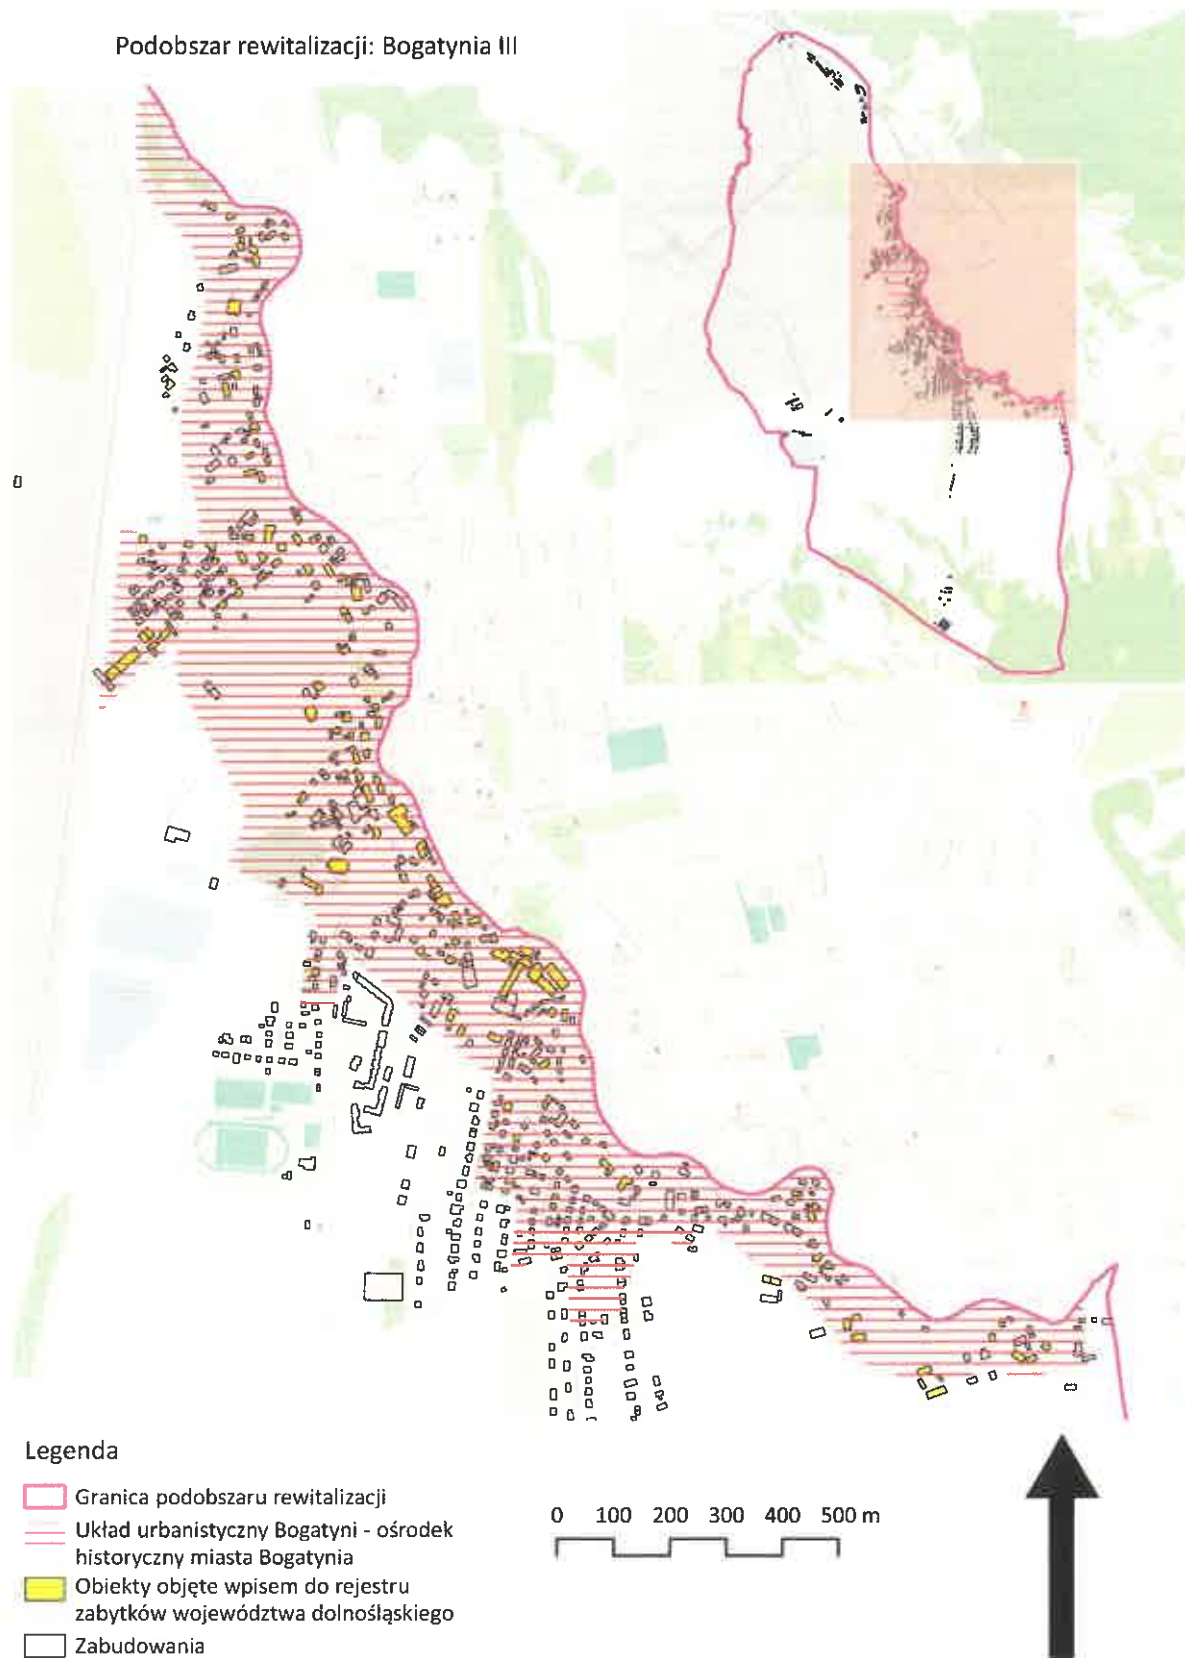 Podobszar rewitalizacji: Bogatynia III
Legenda
Granica podobszaru rewitalizacji
Układ urbanistyczny Bogatyni - ośrodek
historyczny miasta Bogatynia
Obiekty objęte wpisem do rejestru
zabytków województwa dolnośląskiego
Zabudowania
0 100 200 300 400 500 m